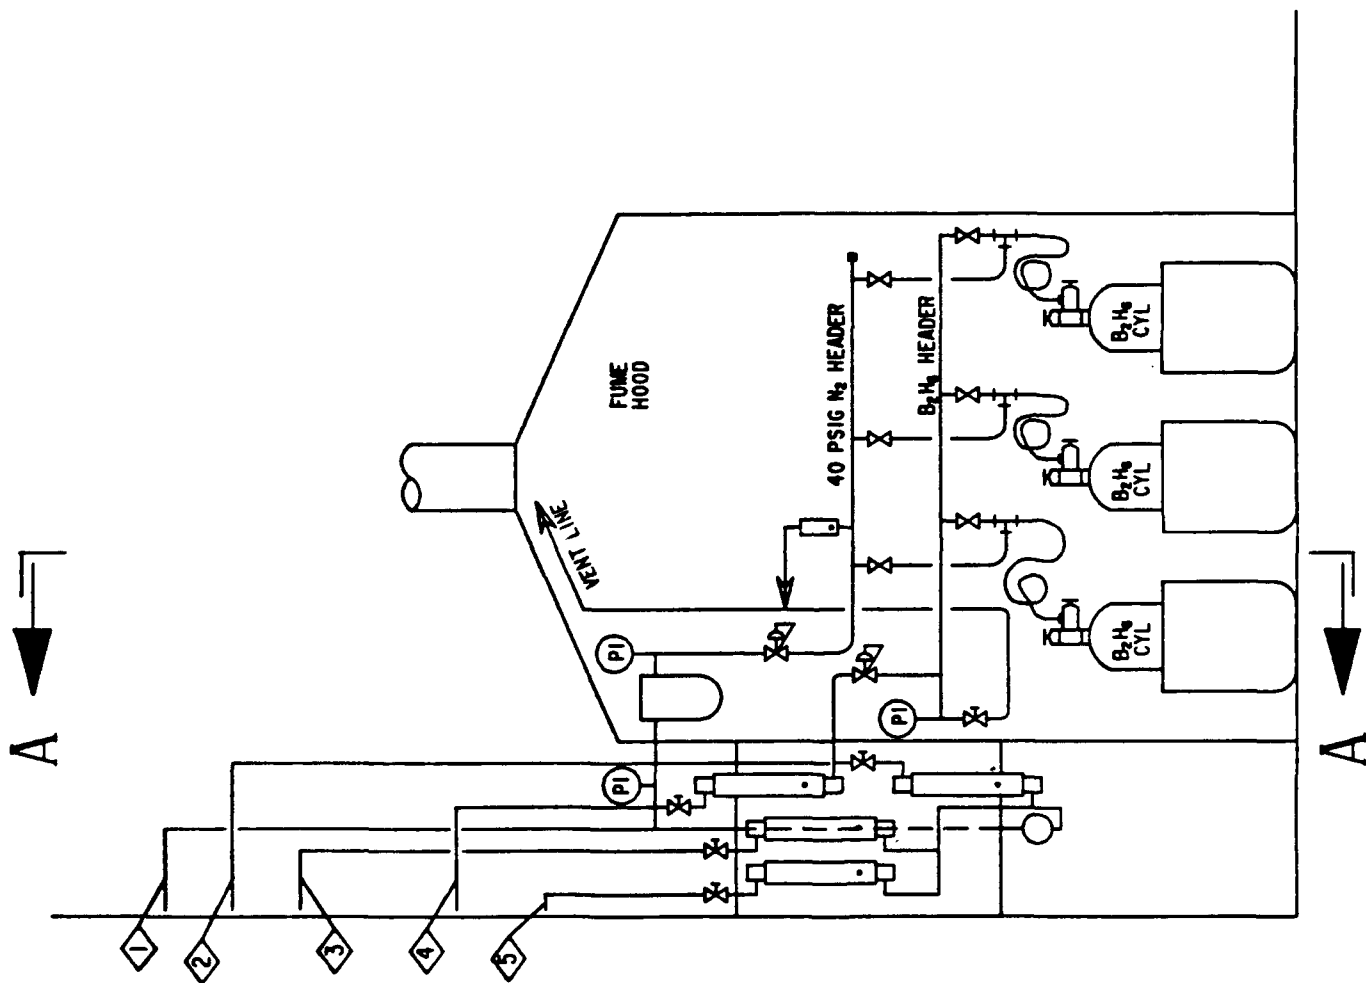 A
A
FUME
HOOD
VENT LINE
40 PSIG N₂ HEADER
B₂H₆ HEADER
PI
PI
PI
B₂H₆
CYL
B₂H₆
CYL
B₂H₆
CYL
1
2
3
4
5